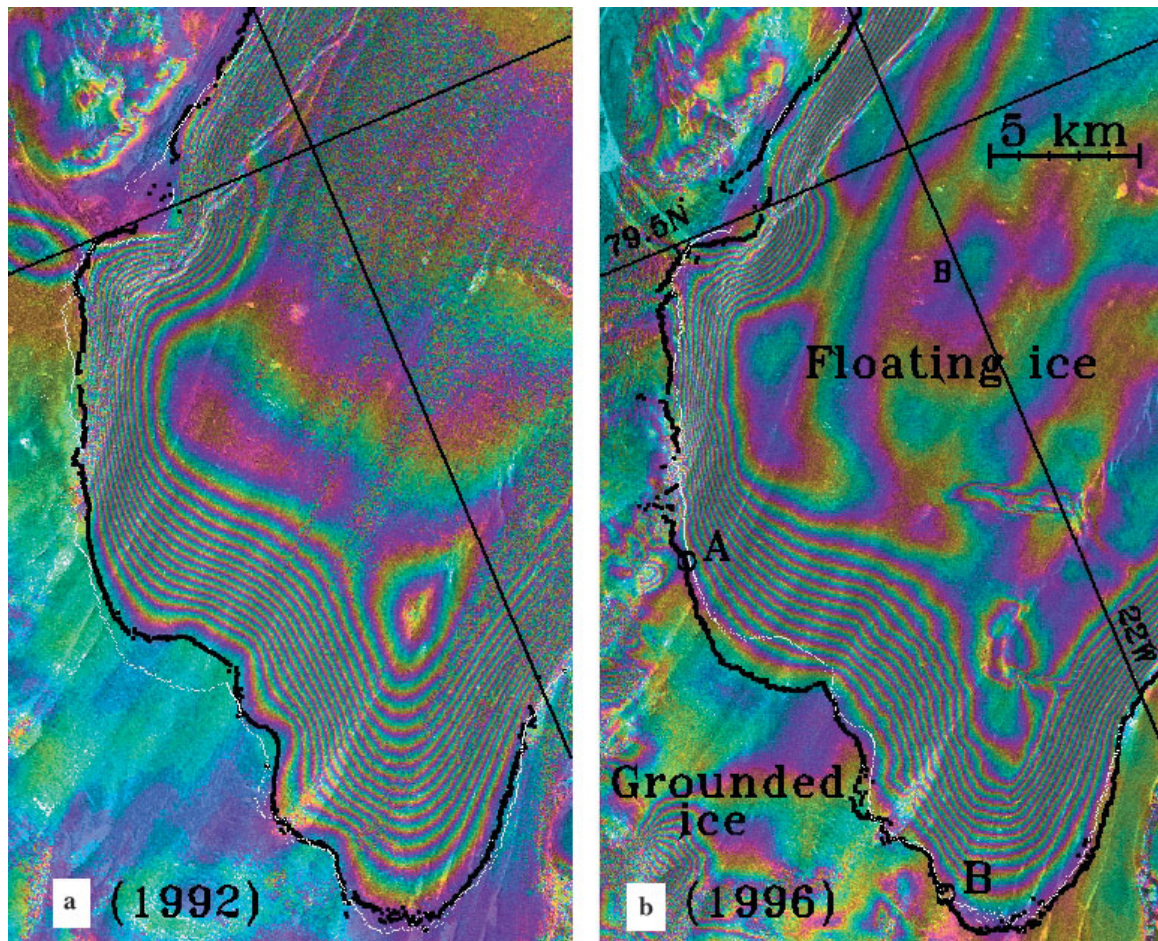 a (1992)
5 km
79.5N
B
Floating ice
A
22W
Grounded
ice
B
b (1996)